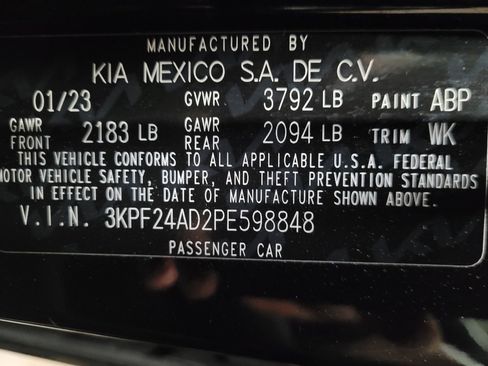 MANUFACTURED BY
KIA MEXICO S.A. DE C.V.
01/23 GVWR 3792 LB PAINT ABP
GAWR FRONT 2183 LB GAWR REAR 2094 LB TRIM WK
THIS VEHICLE CONFORMS TO ALL APPLICABLE U.S.A. FEDERAL
MOTOR VEHICLE SAFETY, BUMPER, AND THEFT PREVENTION STANDARDS
IN EFFECT ON THE DATE OF MANUFACTURE SHOWN ABOVE.
V.I.N. 3KPF24AD2PE598848
PASSENGER CAR